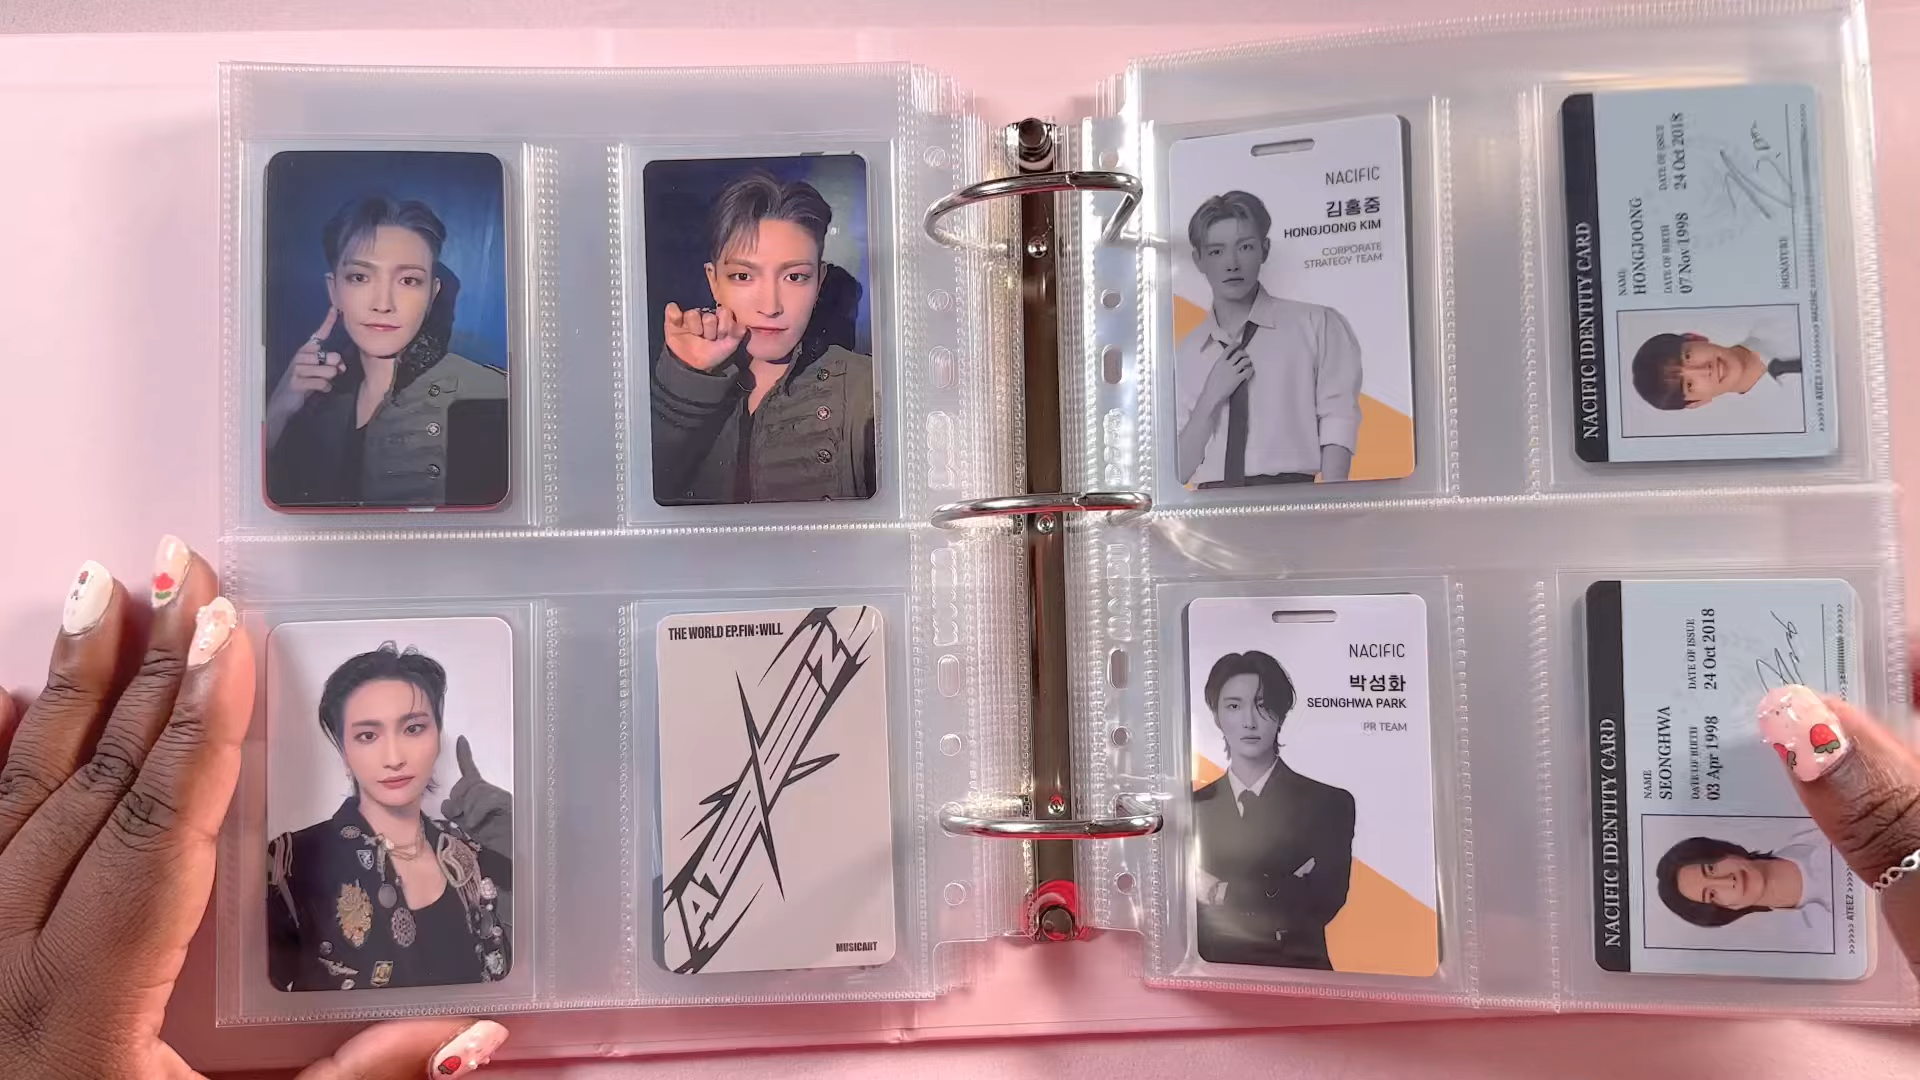 THE WORLD EP.FIN:WILL
ATEEZ
MUSICART
NACIFIC
김홍중
HONGJOONG KIM
CORPORATE
STRATEGY TEAM
NACIFIC IDENTITY CARD
NAME
HONGJOONG
DATE OF BIRTH
07 Nov 1998
DATE OF ISSUE
24 Oct 2018
SIGNATURE
NACIFIC
박성화
SEONGHWA PARK
PR TEAM
NACIFIC IDENTITY CARD
NAME
SEONGHWA
DATE OF BIRTH
03 Apr 1998
DATE OF ISSUE
24 Oct 2018
>>>>>> ATEEZ